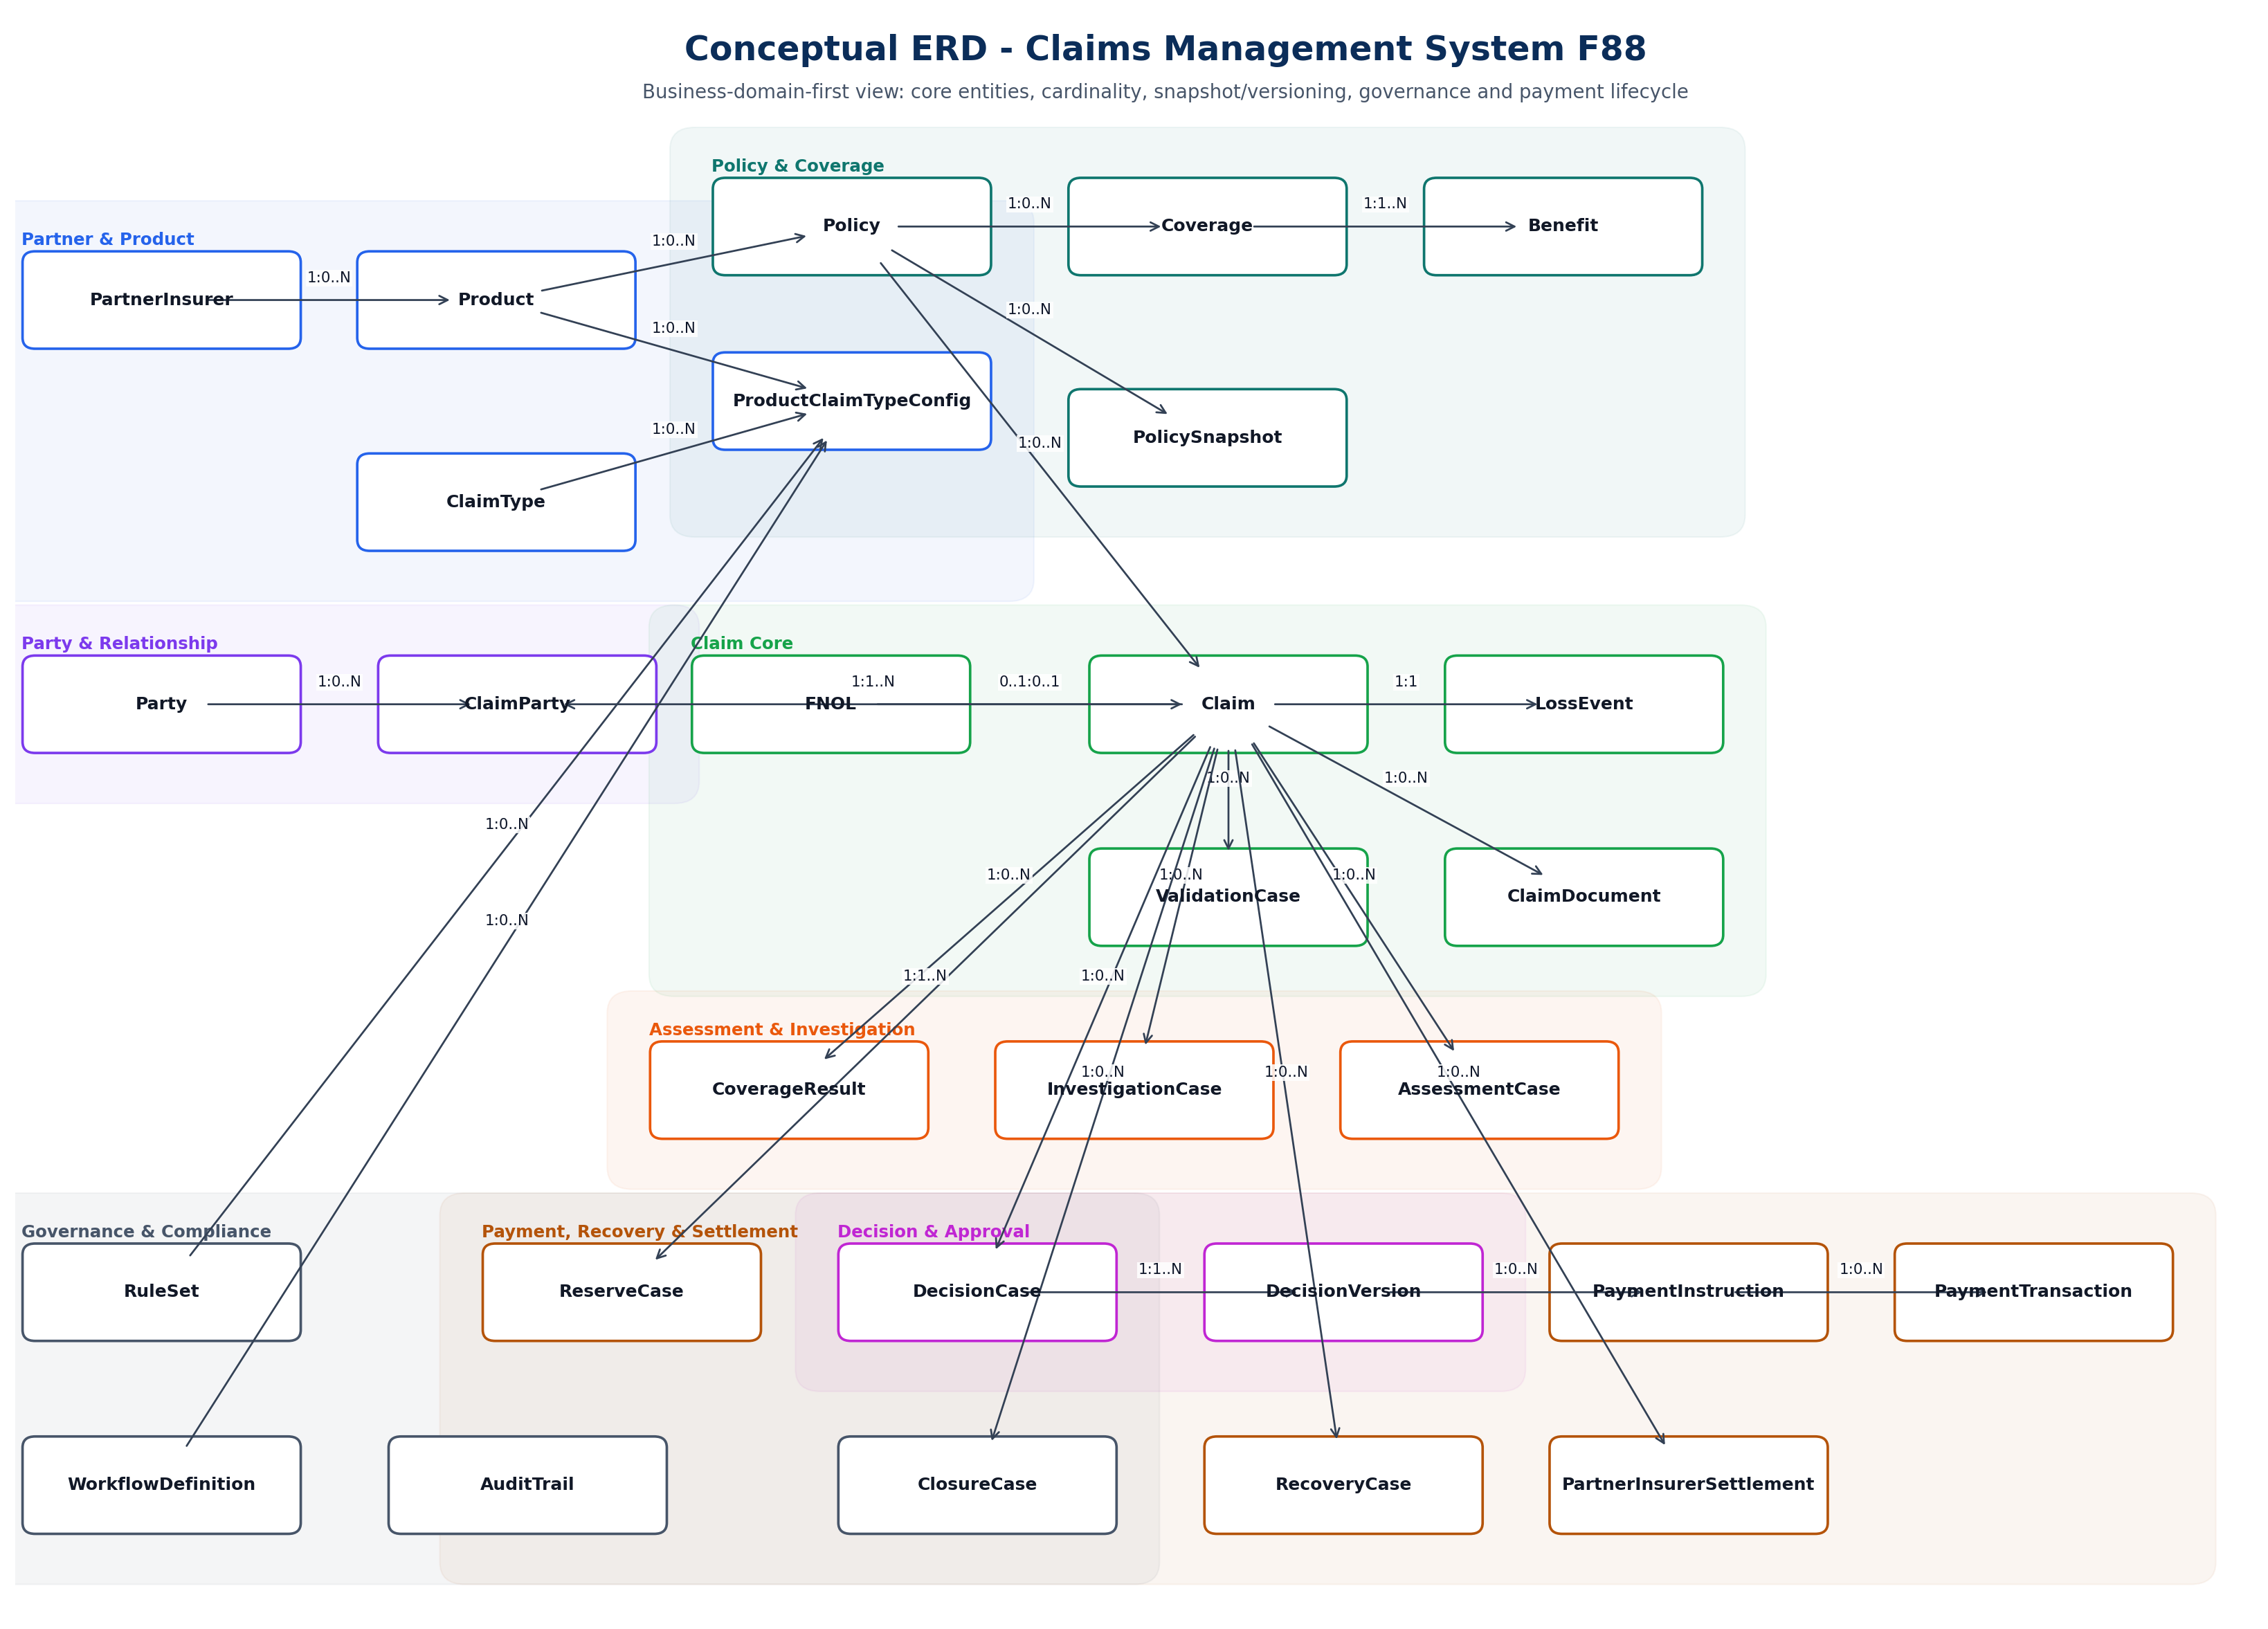 Conceptual ERD - Claims Management System F88
Business-domain-first view: core entities, cardinality, snapshot/versioning, governance and payment lifecycle
Policy & Coverage
Policy
1:0..N
Coverage
1:1..N
Benefit
Partner & Product
PartnerInsurer
1:0..N
Product
1:0..N
1:0..N
1:0..N
ProductClaimTypeConfig
1:0..N
1:0..N
PolicySnapshot
ClaimType
Party & Relationship
Claim Core
Party
1:0..N
ClaimParty
1:1..N
FNOL
0..1:0..1
Claim
1:1
LossEvent
1:0..N
1:0..N
1:0..N
1:0..N
1:0..N
1:0..N
ValidationCase
ClaimDocument
1:0..N
1:1..N
1:0..N
Assessment & Investigation
1:0..N
1:0..N
1:0..N
CoverageResult
InvestigationCase
AssessmentCase
Governance & Compliance
Payment, Recovery & Settlement
Decision & Approval
1:1..N
1:0..N
1:0..N
RuleSet
ReserveCase
DecisionCase
DecisionVersion
PaymentInstruction
PaymentTransaction
WorkflowDefinition
AuditTrail
ClosureCase
RecoveryCase
PartnerInsurerSettlement